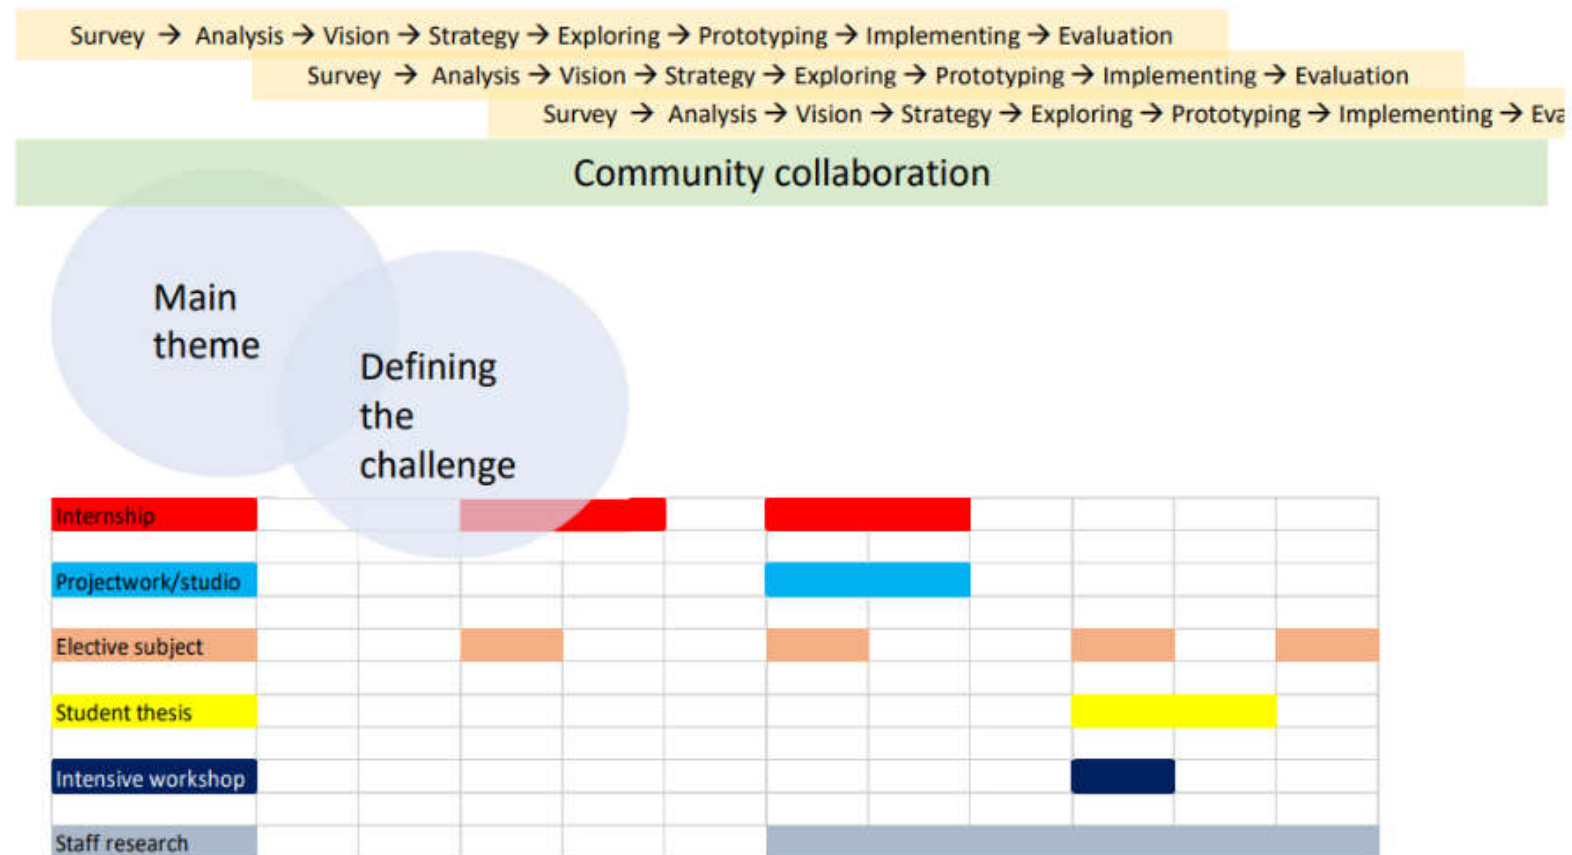 Survey → Analysis → Vision → Strategy → Exploring → Prototyping → Implementing → Evaluation
Survey → Analysis → Vision → Strategy → Exploring → Prototyping → Implementing → Evaluation
Survey → Analysis → Vision → Strategy → Exploring → Prototyping → Implementing → Eva
Community collaboration
Main
theme
Defining
the
challenge
Internship
Projectwork/studio
Elective subject
Student thesis
Intensive workshop
Staff research